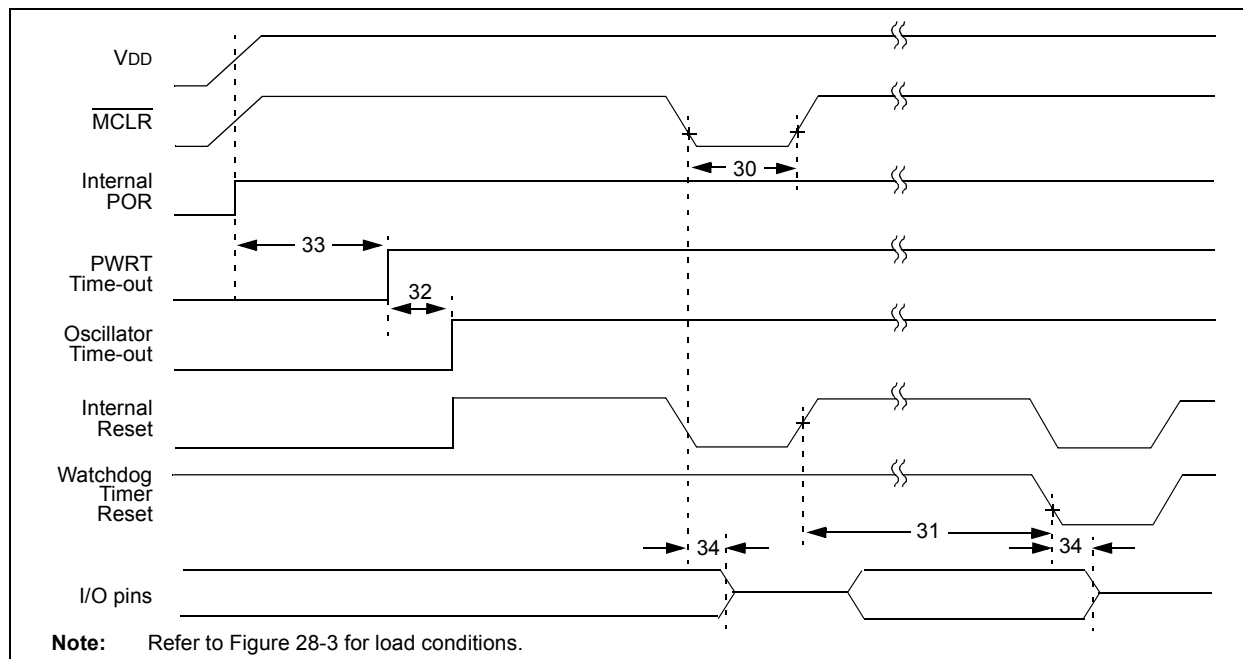 VDD
MCLR
30
Internal
POR
33
PWRT
Time-out
32
Oscillator
Time-out
Internal
Reset
Watchdog
Timer
Reset
31
34
34
I/O pins
Note: Refer to Figure 28-3 for load conditions.